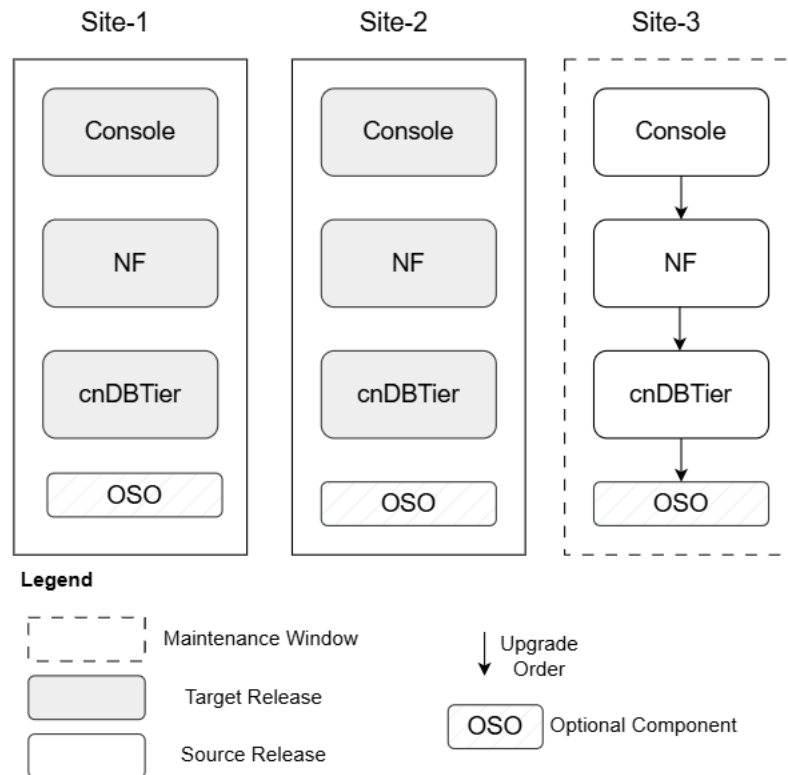 Site-1
Site-2
Site-3
Console
Console
Console
NF
NF
NF
cnDBTier
cnDBTier
cnDBTier
OSO
OSO
OSO
Legend
Maintenance Window
Upgrade
Order
Target Release
OSO
Optional Component
Source Release